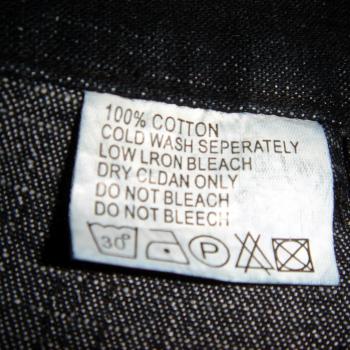 100% COTTON
COLD WASH SEPERATELY
LOW LRON BLEACH
DRY CLDAN ONLY
DO NOT BLEACH
DO NOT BLEECH
30° P